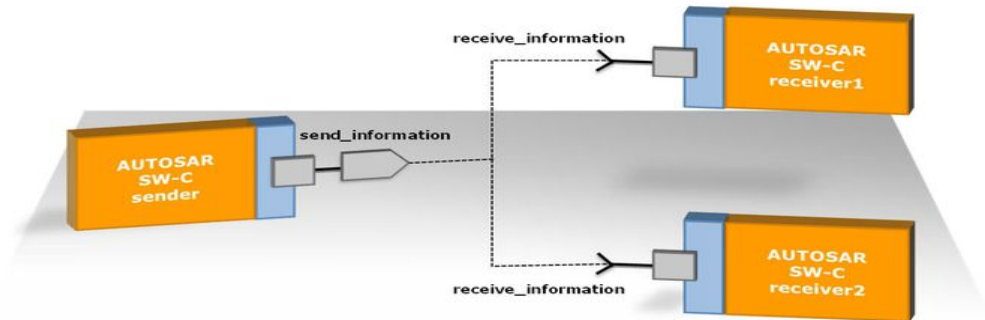 receive_information
AUTOSAR
SW-C
receiver1
send_information
AUTOSAR
SW-C
sender
AUTOSAR
SW-C
receiver2
receive_information